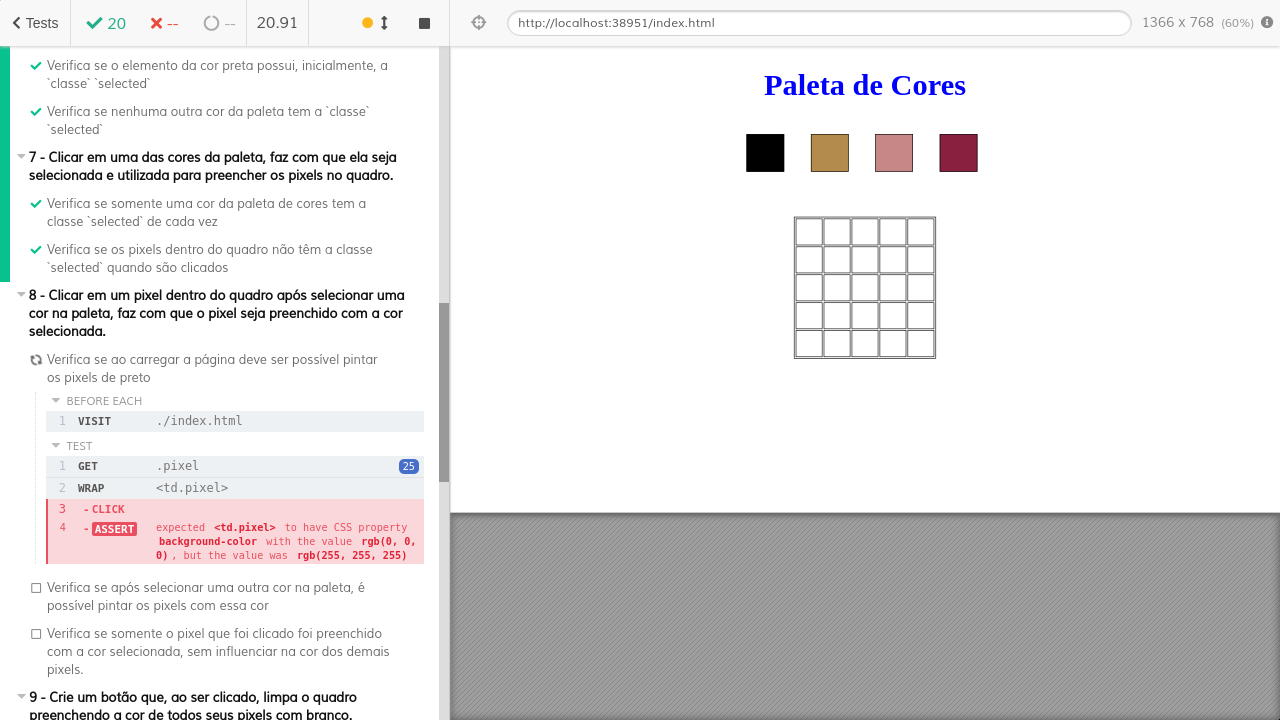 Tests
20
--
--
20.91
http://localhost:38951/index.html
1366 x 768 (60%)
Verifica se o elemento da cor preta possui, inicialmente, a
`classe` `selected`
Verifica se nenhuma outra cor da paleta tem a `classe`
`selected`
7 - Clicar em uma das cores da paleta, faz com que ela seja
selecionada e utilizada para preencher os pixels no quadro.
Verifica se somente uma cor da paleta de cores tem a
classe `selected` de cada vez
Verifica se os pixels dentro do quadro não têm a classe
`selected` quando são clicados
8 - Clicar em um pixel dentro do quadro após selecionar uma
cor na paleta, faz com que o pixel seja preenchido com a cor
selecionada.
Verifica se ao carregar a página deve ser possível pintar
os pixels de preto
BEFORE EACH
1 VISIT ./index.html
TEST
1 GET .pixel 25
2 WRAP <td.pixel>
3 -CLICK
4 -ASSERT expected <td.pixel> to have CSS property
background-color with the value rgb(0, 0,
0), but the value was rgb(255, 255, 255)
Verifica se após selecionar uma outra cor na paleta, é
possível pintar os pixels com essa cor
Verifica se somente o pixel que foi clicado foi preenchido
com a cor selecionada, sem influenciar na cor dos demais
pixels.
9 - Crie um botão que, ao ser clicado, limpa o quadro
preenchendo a cor de todos seus pixels com branco.
Paleta de Cores